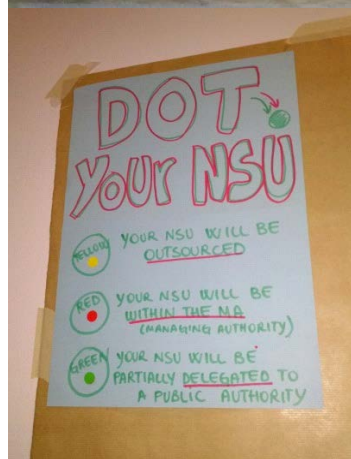 DOT
YOUR NSU
YELLOW
YOUR NSU WILL BE
OUTSOURCED
RED
YOUR NSU WILL BE
WITHIN THE MA
(MANAGING AUTHORITY)
GREEN
YOUR NSU WILL BE
PARTIALLY DELEGATED TO
A PUBLIC AUTHORITY